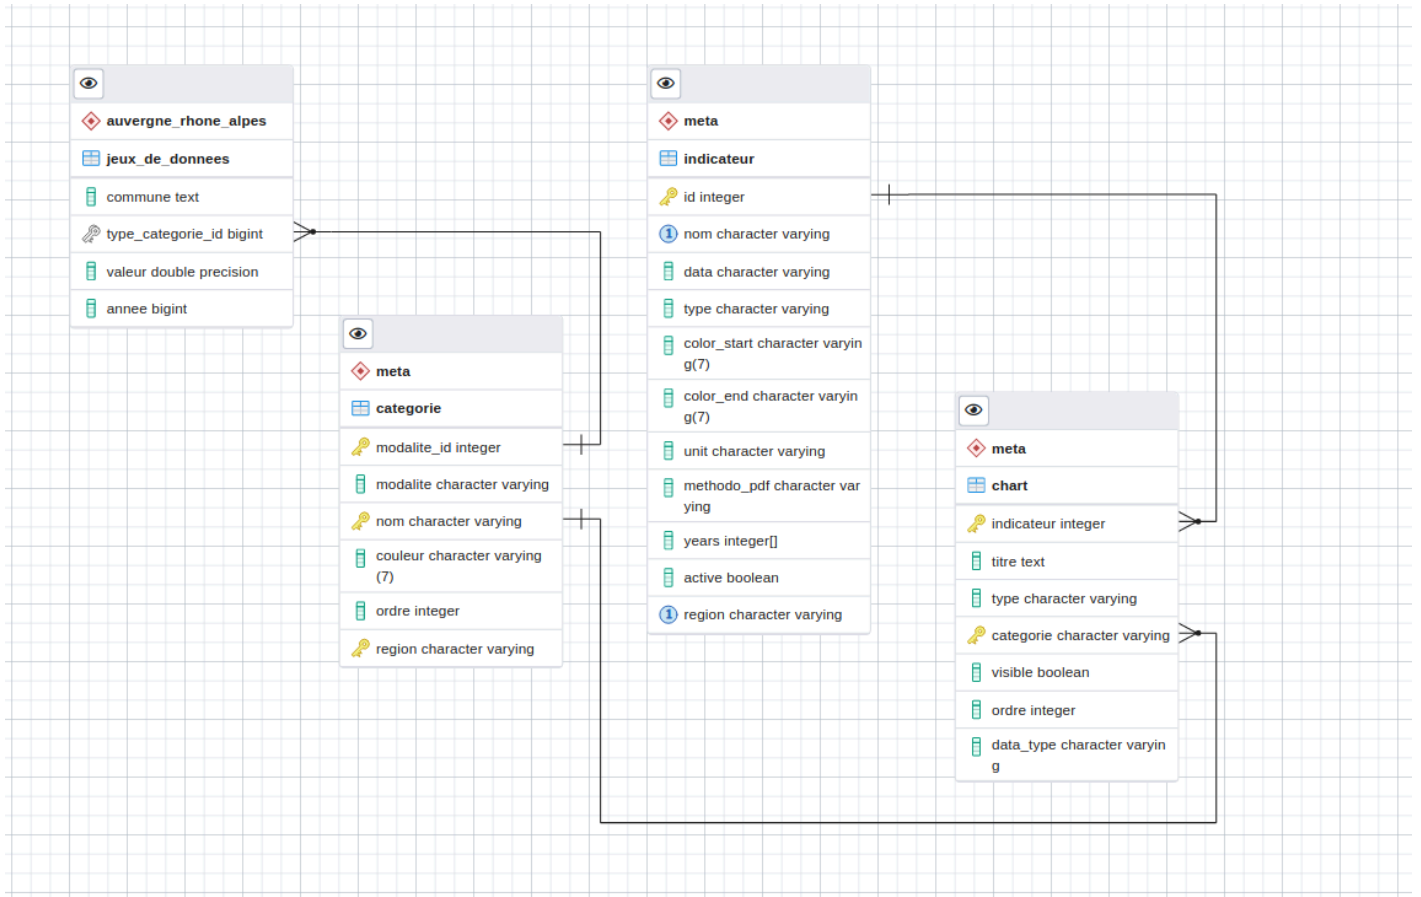 auvergne_rhone_alpes
jeux_de_donnees
commune text
type_categorie_id bigint
valeur double precision
annee bigint
meta
categorie
modalite_id integer
modalite character varying
nom character varying
couleur character varying
(7)
ordre integer
region character varying
meta
indicateur
id integer
1 nom character varying
data character varying
type character varying
color_start character varyin
g(7)
color_end character varyin
g(7)
unit character varying
methodo_pdf character var
ying
years integer[]
active boolean
1 region character varying
meta
chart
indicateur integer
titre text
type character varying
categorie character varying
visible boolean
ordre integer
data_type character varyin
g